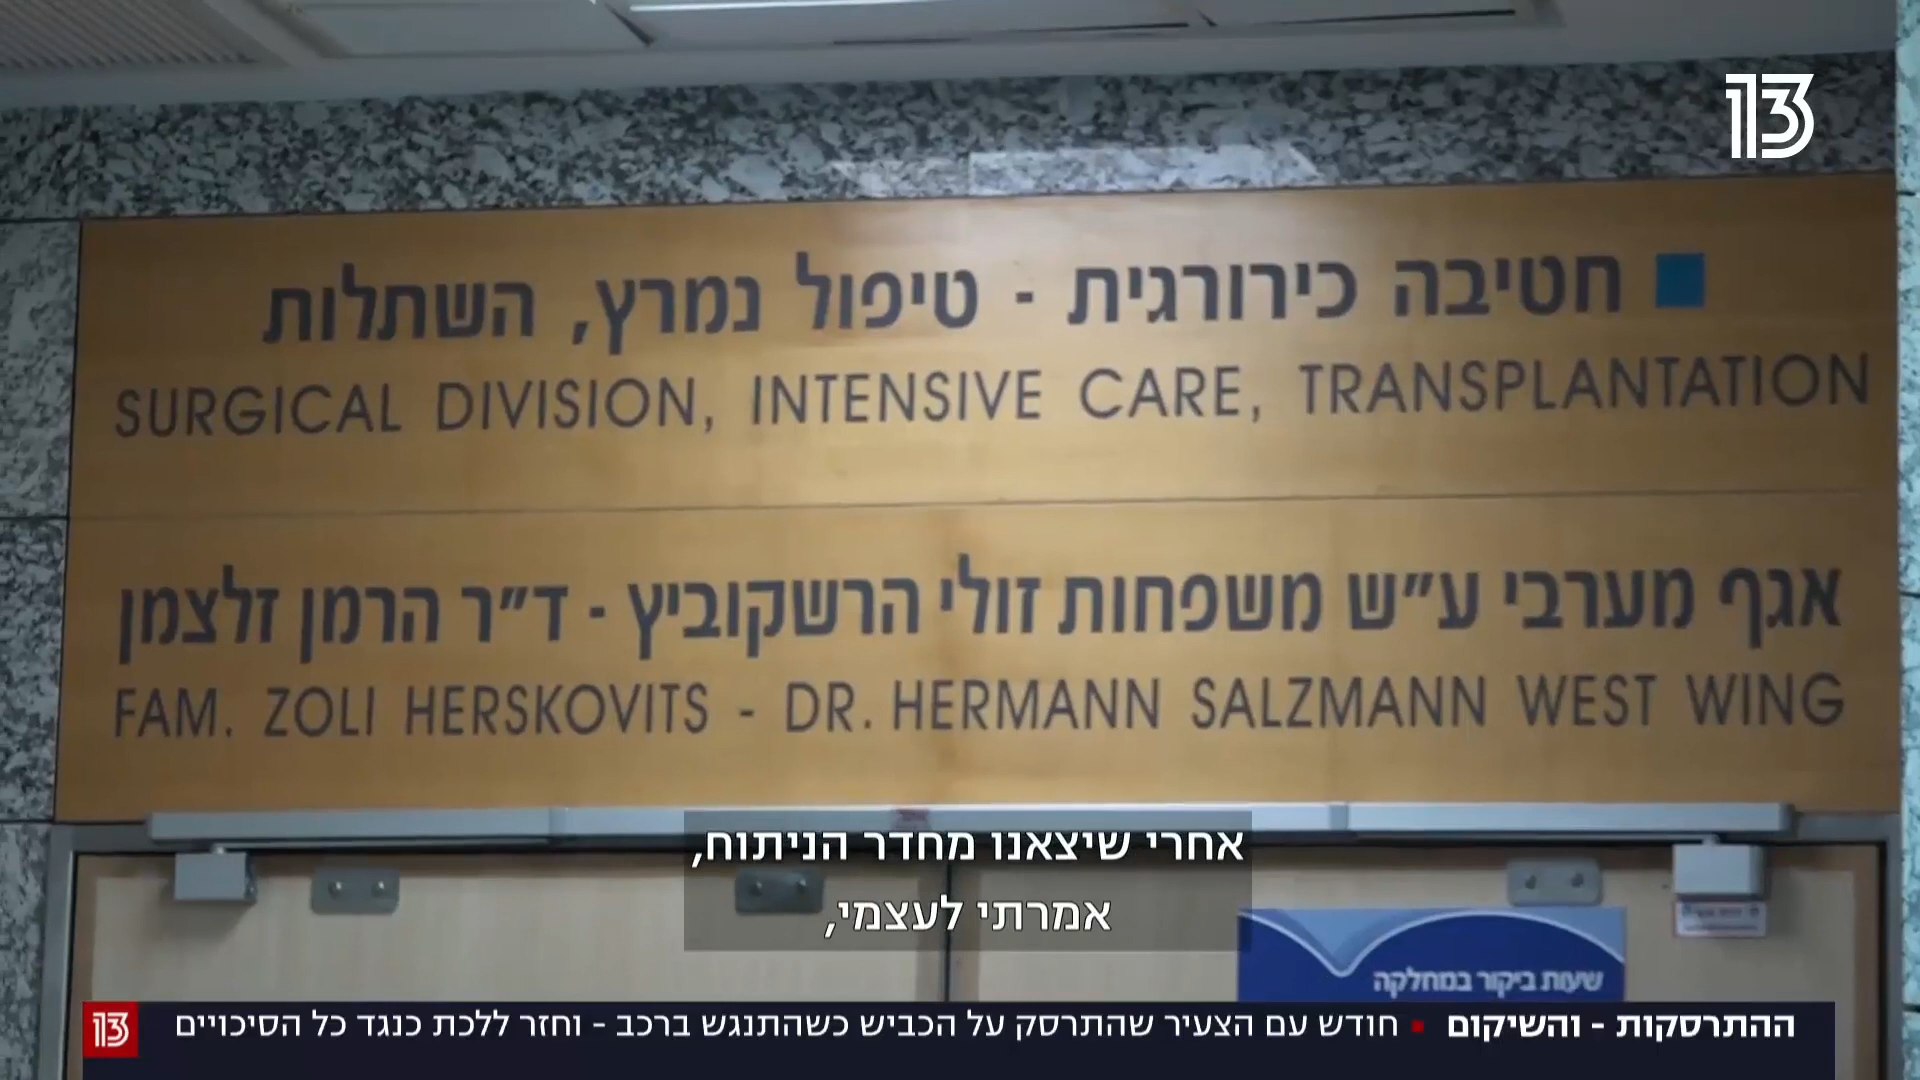 13
חטיבה כירורגית - טיפול נמרץ, השתלות
SURGICAL DIVISION, INTENSIVE CARE, TRANSPLANTATION
אגף מערבי ע״ש משפחות זולי הרשקוביץ - ד״ר הרמן זלצמן
FAM. ZOLI HERSKOVITS - DR. HERMANN SALZMANN WEST WING
אחרי שיצאנו מחדר הניתוח,
אמרתי לעצמי,
שעות ביקור במחלקה
ההתרסקות - והשיקום ▪ חודש עם הצעיר שהתרסק על הכביש כשהתנגש ברכב - וחזר ללכת כנגד כל הסיכויים 13